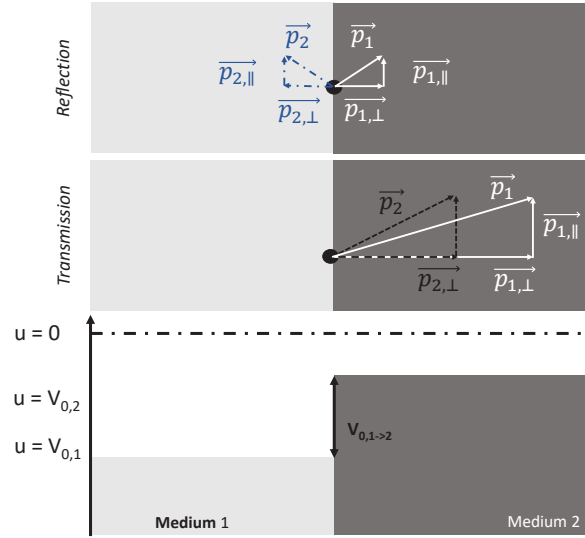 Reflection
p₂ p₁
p₂,∥ p₁,∥
p₂,⊥ p₁,⊥
Transmission
p₂ p₁
p₁,∥
p₂,⊥ p₁,⊥
u = 0
u = V₀,₂
u = V₀,₁
V₀,₁->₂
Medium 1
Medium 2